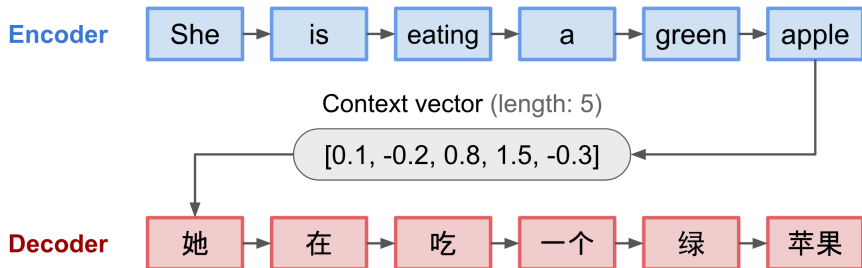 Encoder She is eating a green apple
Context vector (length: 5)
[0.1, -0.2, 0.8, 1.5, -0.3]
Decoder 她 在 吃 一个 绿 苹果